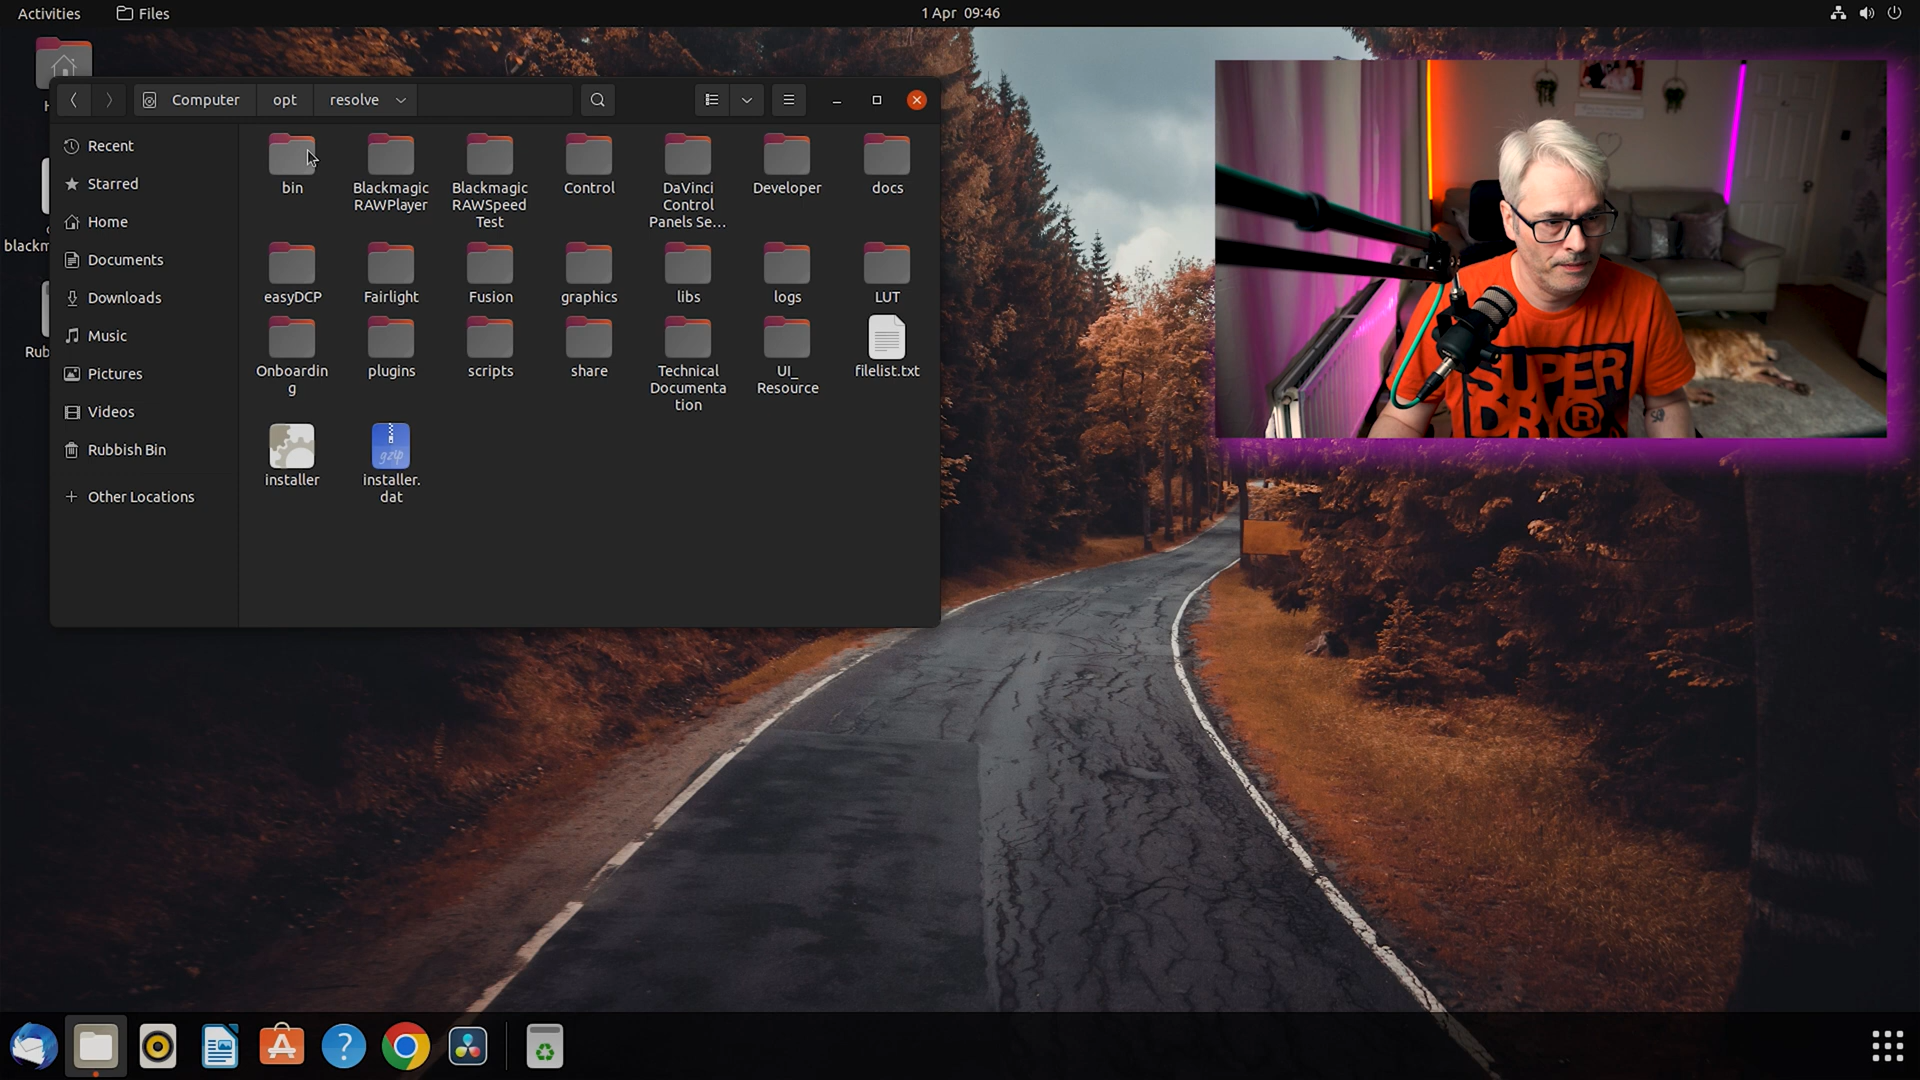 Activities
Files
1 Apr 09:46
Computer
opt
resolve
Recent
Starred
Home
Documents
Downloads
Music
Pictures
Videos
Rubbish Bin
Other Locations
bin
Blackmagic
RAWPlayer
Blackmagic
RAWSpeed
Test
Control
DaVinci
Control
Panels Se...
Developer
docs
easyDCP
Fairlight
Fusion
graphics
libs
logs
LUT
Onboardin
g
plugins
scripts
share
Technical
Documenta
tion
UI_
Resource
filelist.txt
gzip
installer
installer.
dat
H
blackm
Rub
SUPER
DRY®